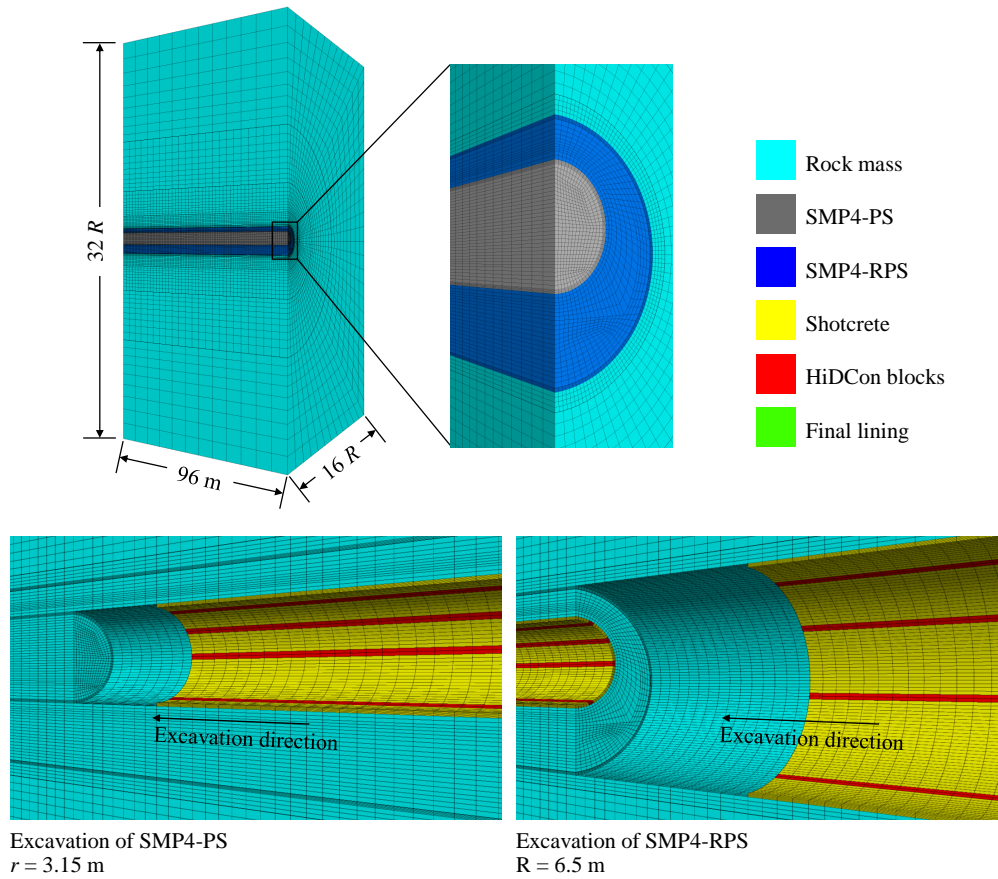 32 R
96 m
16 R
Rock mass
SMP4-PS
SMP4-RPS
Shotcrete
HiDCon blocks
Final lining
Excavation direction
Excavation direction
Excavation of SMP4-PS
r = 3.15 m
Excavation of SMP4-RPS
R = 6.5 m